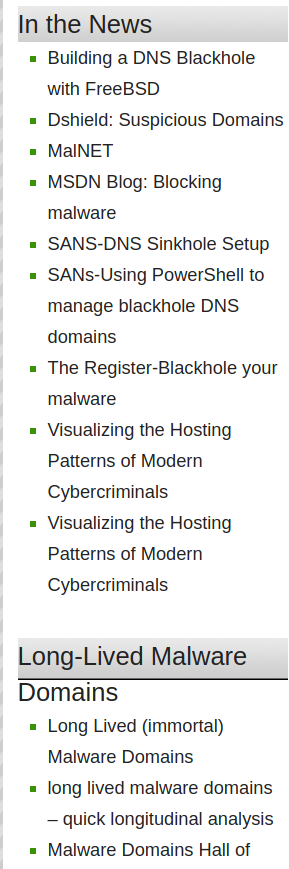 In the News
Building a DNS Blackhole
with FreeBSD
Dshield: Suspicious Domains
MalNET
MSDN Blog: Blocking
malware
SANS-DNS Sinkhole Setup
SANs-Using PowerShell to
manage blackhole DNS
domains
The Register-Blackhole your
malware
Visualizing the Hosting
Patterns of Modern
Cybercriminals
Visualizing the Hosting
Patterns of Modern
Cybercriminals
Long-Lived Malware
Domains
Long Lived (immortal)
Malware Domains
long lived malware domains
– quick longitudinal analysis
Malware Domains Hall of